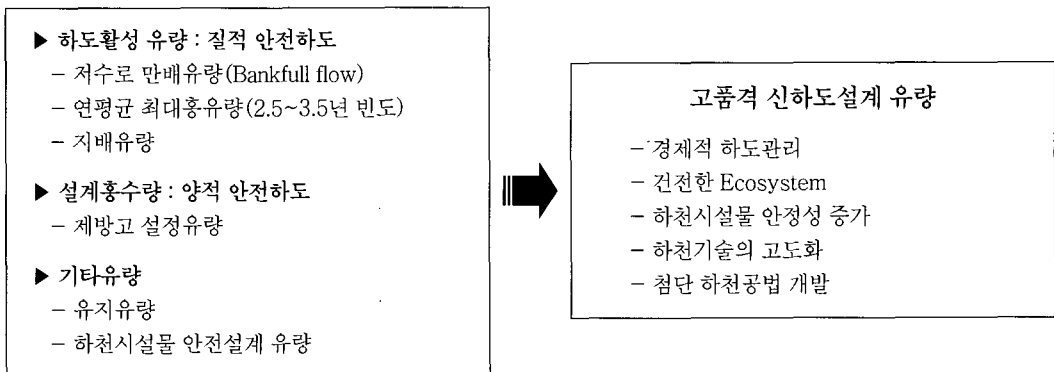 ▶ 하도활성 유량 : 질적 안전하도
– 저수로 만배유량(Bankfull flow)
– 연평균 최대홍유량(2.5~3.5년 빈도)
– 지배유량
▶ 설계홍수량 : 양적 안전하도
– 제방고 설정유량
▶ 기타유량
– 유지유량
– 하천시설물 안전설계 유량
고품격 신하도설계 유량
– 경제적 하도관리
– 건전한 Ecosystem
– 하천시설물 안정성 증가
– 하천기술의 고도화
– 첨단 하천공법 개발